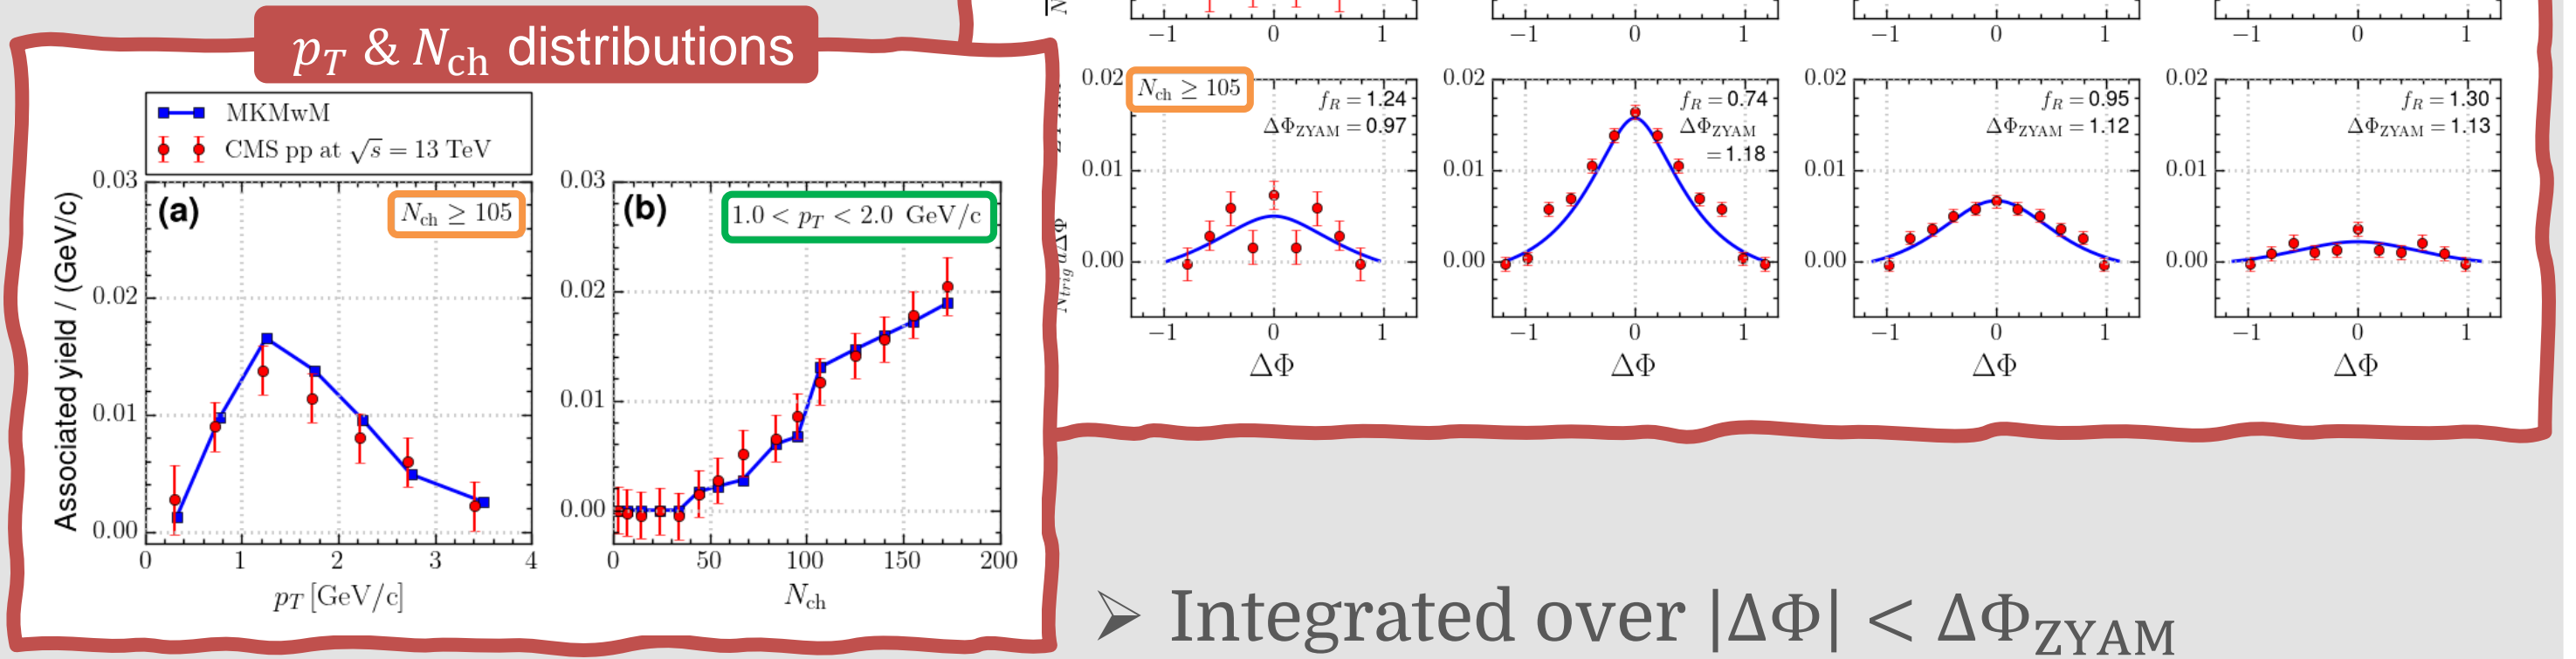 p_T & N_ch distributions
MKMwM
CMS pp at √s = 13 TeV
Associated yield / (GeV/c)
(a)
N_ch ≥ 105
0.03
0.02
0.01
0.00
0 1 2 3 4
p_T [GeV/c]
(b)
1.0 < p_T < 2.0 GeV/c
0.03
0.02
0.01
0.00
0 50 100 150 200
N_ch
−1 0 1
−1 0 1
−1 0 1
−1 0 1
N_ch ≥ 105
f_R = 1.24
ΔΦ_ZYAM = 0.97
0.02
0.01
0.00
−1 0 1
ΔΦ
f_R = 0.74
ΔΦ_ZYAM
= 1.18
0.02
0.01
0.00
−1 0 1
ΔΦ
f_R = 0.95
ΔΦ_ZYAM = 1.12
0.02
0.01
0.00
−1 0 1
ΔΦ
f_R = 1.30
ΔΦ_ZYAM = 1.13
0.02
0.01
0.00
−1 0 1
ΔΦ
➢ Integrated over |ΔΦ| < ΔΦ_ZYAM